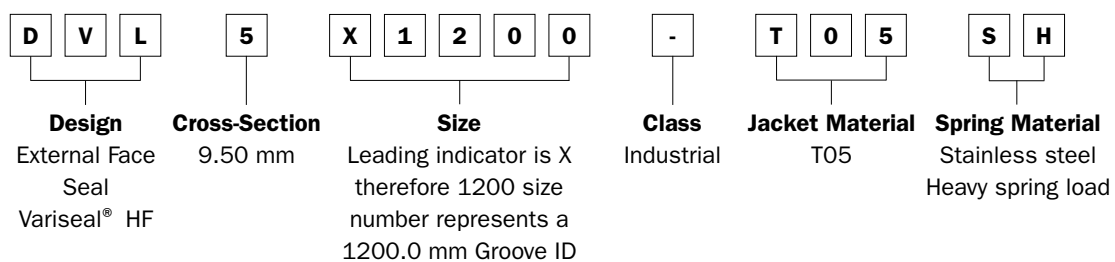 D V L 5 X 1 2 0 0 - T 0 5 S H
Design Cross-Section Size Class Jacket Material Spring Material
External Face 9.50 mm Leading indicator is X Industrial T05 Stainless steel
Seal therefore 1200 size Heavy spring load
Variseal® HF number represents a
1200.0 mm Groove ID